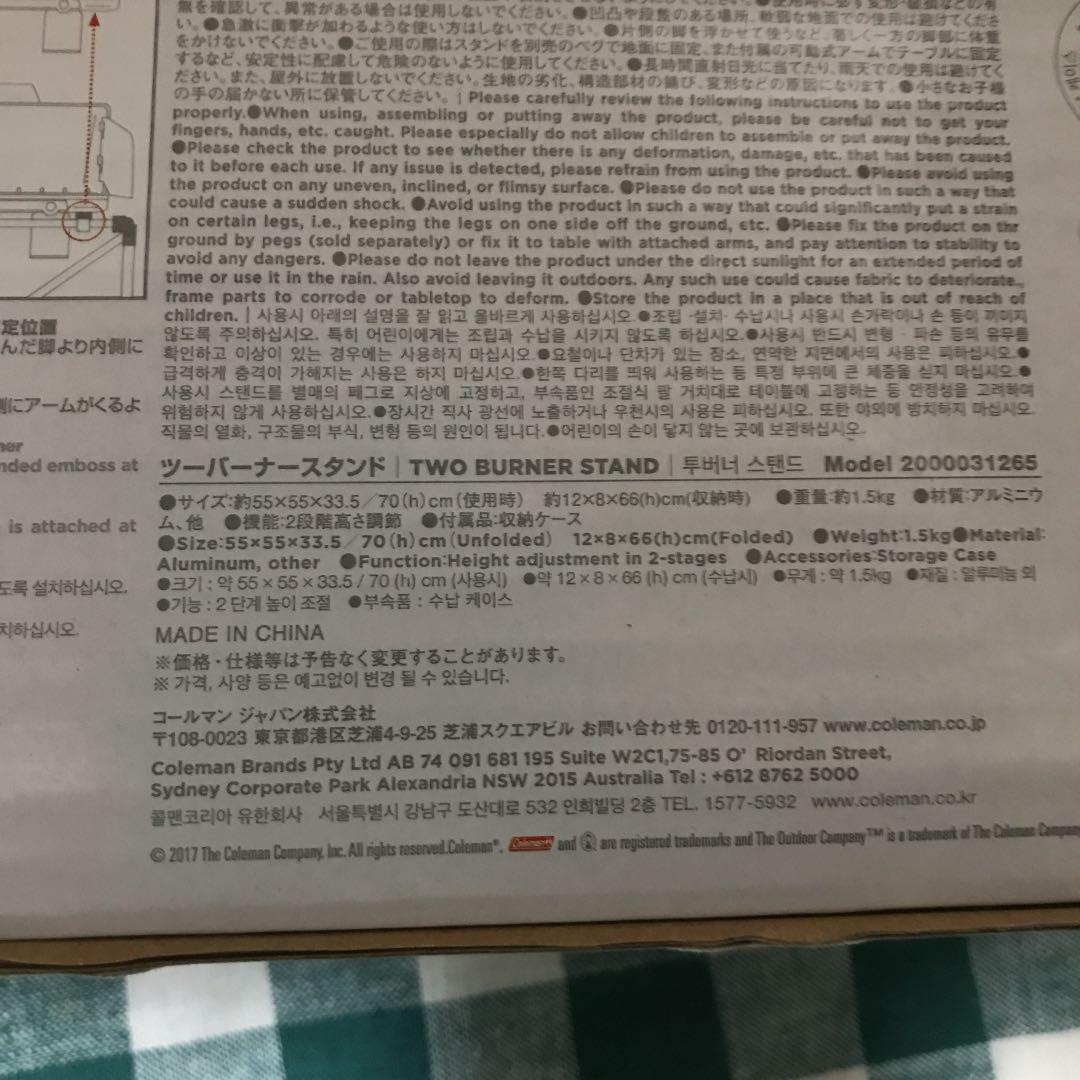 無を確認して、異常がある場合は使用しないでください。●凹凸や段差のある場所、軟弱な地面での使用は避けてくださ
い。●急激に衝撃が加わるような使い方はしないでください。●片側の脚を浮かせて使うなど、著しく一方の脚部に体重
をかけないでください。●ご使用の際はスタンドを別売のペグで地面に固定、また付属の可動式アームでテーブルに固定
するなど、安定性に配慮して危険のないように使用してください。●長時間直射日光に当てたり、雨天での使用は避けてく
ださい。また、屋外に放置しないでください。生地の劣化、構造部材の錆び、変形などの原因になります。●小さなお子様
の手の届かない所に保管してください。 | Please carefully review the following instructions to use the product
properly.●When using, assembling or putting away the product, please be careful not to get your
fingers, hands, etc. caught. Please especially do not allow children to assemble or put away the product.
●Please check the product to see whether there is any deformation, damage, etc. that has been caused
to it before each use. If any issue is detected, please refrain from using the product. ●Please avoid using
the product on any uneven, inclined, or flimsy surface. ●Please do not use the product in such a way that
could cause a sudden shock. ●Avoid using the product in such a way that could significantly put a strain
on certain legs, i.e., keeping the legs on one side off the ground, etc. ●Please fix the product on the
ground by pegs (sold separately) or fix it to table with attached arms, and pay attention to stability to
avoid any dangers. ●Please do not leave the product under the direct sunlight for an extended period of
time or use it in the rain. Also avoid leaving it outdoors. Any such use could cause fabric to deteriorate,
frame parts to corrode or tabletop to deform. ●Store the product in a place that is out of reach of
children. | 사용시 아래의 설명을 잘 읽고 올바르게 사용하십시오 ●조립·설치·수납시나 사용시 손가락이나 손 등이 끼이지
않도록 주의하십시오. 특히 어린이에게는 조립과 수납을 시키지 않도록 하십시오.●사용시 반드시 변형·파손 등의 유무를
확인하고 이상이 있는 경우에는 사용하지 마십시오.●요철이나 단차가 있는 장소, 연약한 지면에서의 사용은 피하십시오.●
급격하게 충격이 가해지는 사용은 하지 마십시오.●한쪽 다리를 띄워 사용하는 등 특정 부위에 큰 체중을 싣지 마십시오.●
사용시 스탠드를 별매의 페그로 지상에 고정하고, 부속품인 조절식 팔 거치대로 테이블에 고정하는 등 안정성을 고려하여
위험하지 않게 사용하십시오.●장시간 직사 광선에 노출하거나 우천시의 사용은 피하십시오. 또한 야외에 방치하지 마십시오.
직물의 열화, 구조물의 부식, 변형 등의 원인이 됩니다.●어린이의 손이 닿지 않는 곳에 보관하십시오.
定位置
んだ脚より内側に
側にアームがくるよ
ner
nded emboss at
is attached at
도록 설치하십시오.
치하십시오.
ツーバーナースタンド | TWO BURNER STAND | 투버너 스탠드 Model 2000031265
●サイズ:約55×55×33.5/70(h)cm(使用時) 約12×8×66(h)cm(収納時) ●重量:約1.5kg ●材質:アルミニウ
ム、他 ●機能:2段階高さ調節 ●付属品:収納ケース
●Size:55×55×33.5/70(h)cm(Unfolded) 12×8×66(h)cm(Folded) ●Weight:1.5kg●Material:
Aluminum, other ●Function:Height adjustment in 2-stages ●Accessories:Storage Case
●크기 : 약 55 × 55 × 33.5 / 70 (h) cm (사용시) ●약 12 × 8 × 66 (h) cm (수납시) ●무게 : 약 1.5kg ●재질 : 알루미늄 외
●기능 : 2 단계 높이 조절 ●부속품 : 수납 케이스
MADE IN CHINA
※価格・仕様等は予告なく変更することがあります。
※ 가격, 사양 등은 예고없이 변경 될 수 있습니다.
コールマン ジャパン株式会社
〒108-0023 東京都港区芝浦4-9-25 芝浦スクエアビル お問い合わせ先 0120-111-957 www.coleman.co.jp
Coleman Brands Pty Ltd AB 74 091 681 195 Suite W2C1,75-85 O' Riordan Street,
Sydney Corporate Park Alexandria NSW 2015 Australia Tel : +612 8762 5000
콜맨코리아 유한회사 서울특별시 강남구 도산대로 532 인희빌딩 2층 TEL. 1577-5932 www.coleman.co.kr
© 2017 The Coleman Company, Inc. All rights reserved.Coleman®, Coleman and are registered trademarks and The Outdoor Company™ is a trademark of The Coleman Company